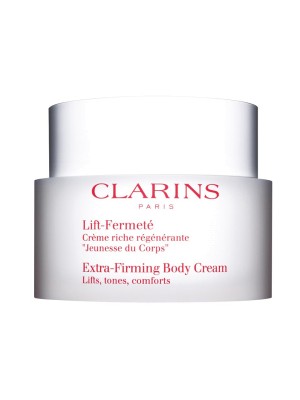 CLARINS
PARIS
Lift-Fermeté
Crème riche régénérante
"Jeunesse du Corps"
Extra-Firming Body Cream
Lifts, tones, comforts